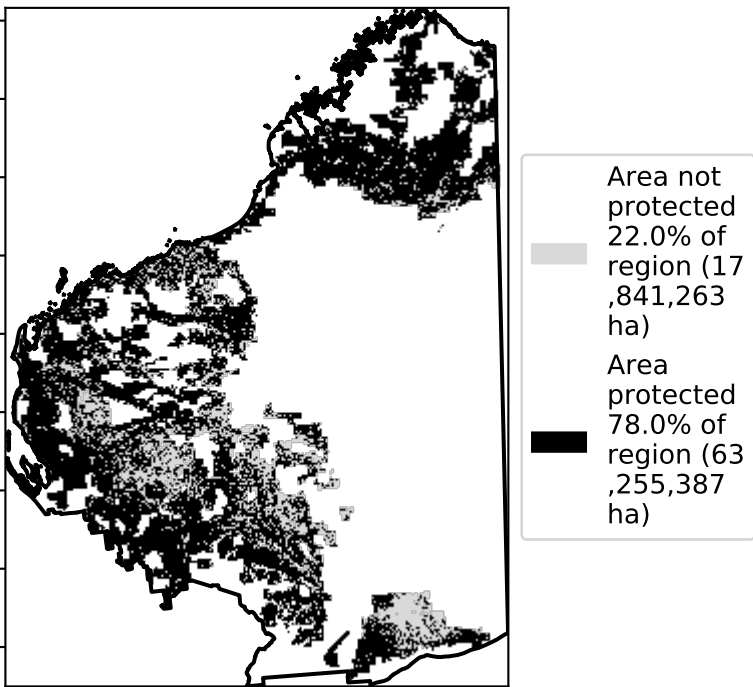 Area not
protected
22.0% of
region (17
,841,263
ha)
Area
protected
78.0% of
region (63
,255,387
ha)